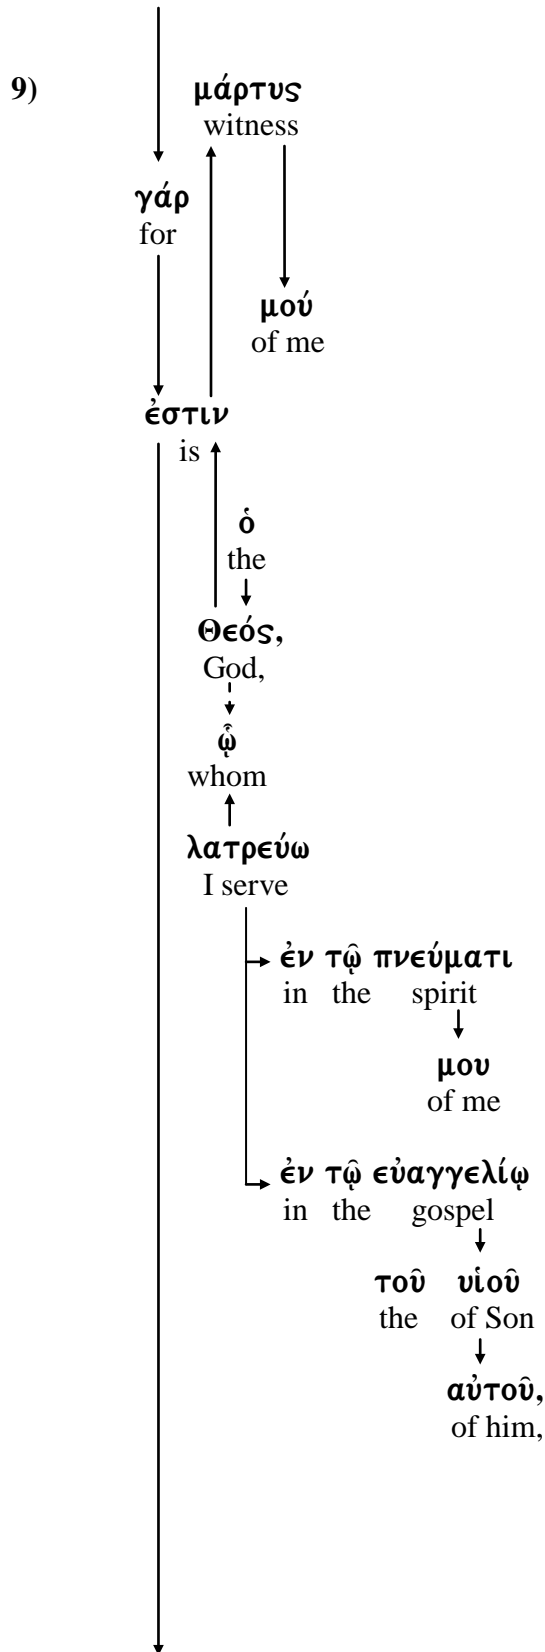 9) μάρτυς
witness
γάρ
for
μού
of me
ἐστιν
is
ὁ
the
Θεός,
God,
ᾧ
whom
λατρεύω
I serve
ἐν τῷ πνεύματι
in the spirit
μου
of me
ἐν τῷ εὐαγγελίῳ
in the gospel
τοῦ υἱοῦ
the of Son
αὐτοῦ,
of him,